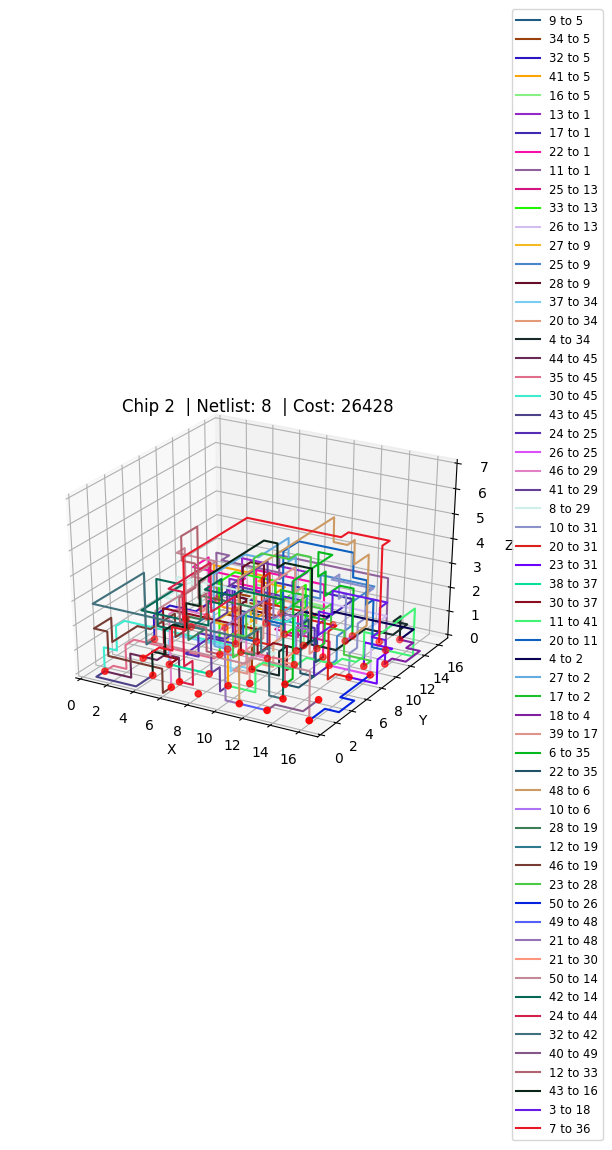 Chip 2 | Netlist: 8 | Cost: 26428
0
2
4
6
8
10
12
14
16
X
0
2
4
6
8
10
12
14
16
Y
0
1
2
3
4
5
6
7
Z
9 to 5
34 to 5
32 to 5
41 to 5
16 to 5
13 to 1
17 to 1
22 to 1
11 to 1
25 to 13
33 to 13
26 to 13
27 to 9
25 to 9
28 to 9
37 to 34
20 to 34
4 to 34
44 to 45
35 to 45
30 to 45
43 to 45
24 to 25
26 to 25
46 to 29
41 to 29
8 to 29
10 to 31
20 to 31
23 to 31
38 to 37
30 to 37
11 to 41
20 to 11
4 to 2
27 to 2
17 to 2
18 to 4
39 to 17
6 to 35
22 to 35
48 to 6
10 to 6
28 to 19
12 to 19
46 to 19
23 to 28
50 to 26
49 to 48
21 to 48
21 to 30
50 to 14
42 to 14
24 to 44
32 to 42
40 to 49
12 to 33
43 to 16
3 to 18
7 to 36